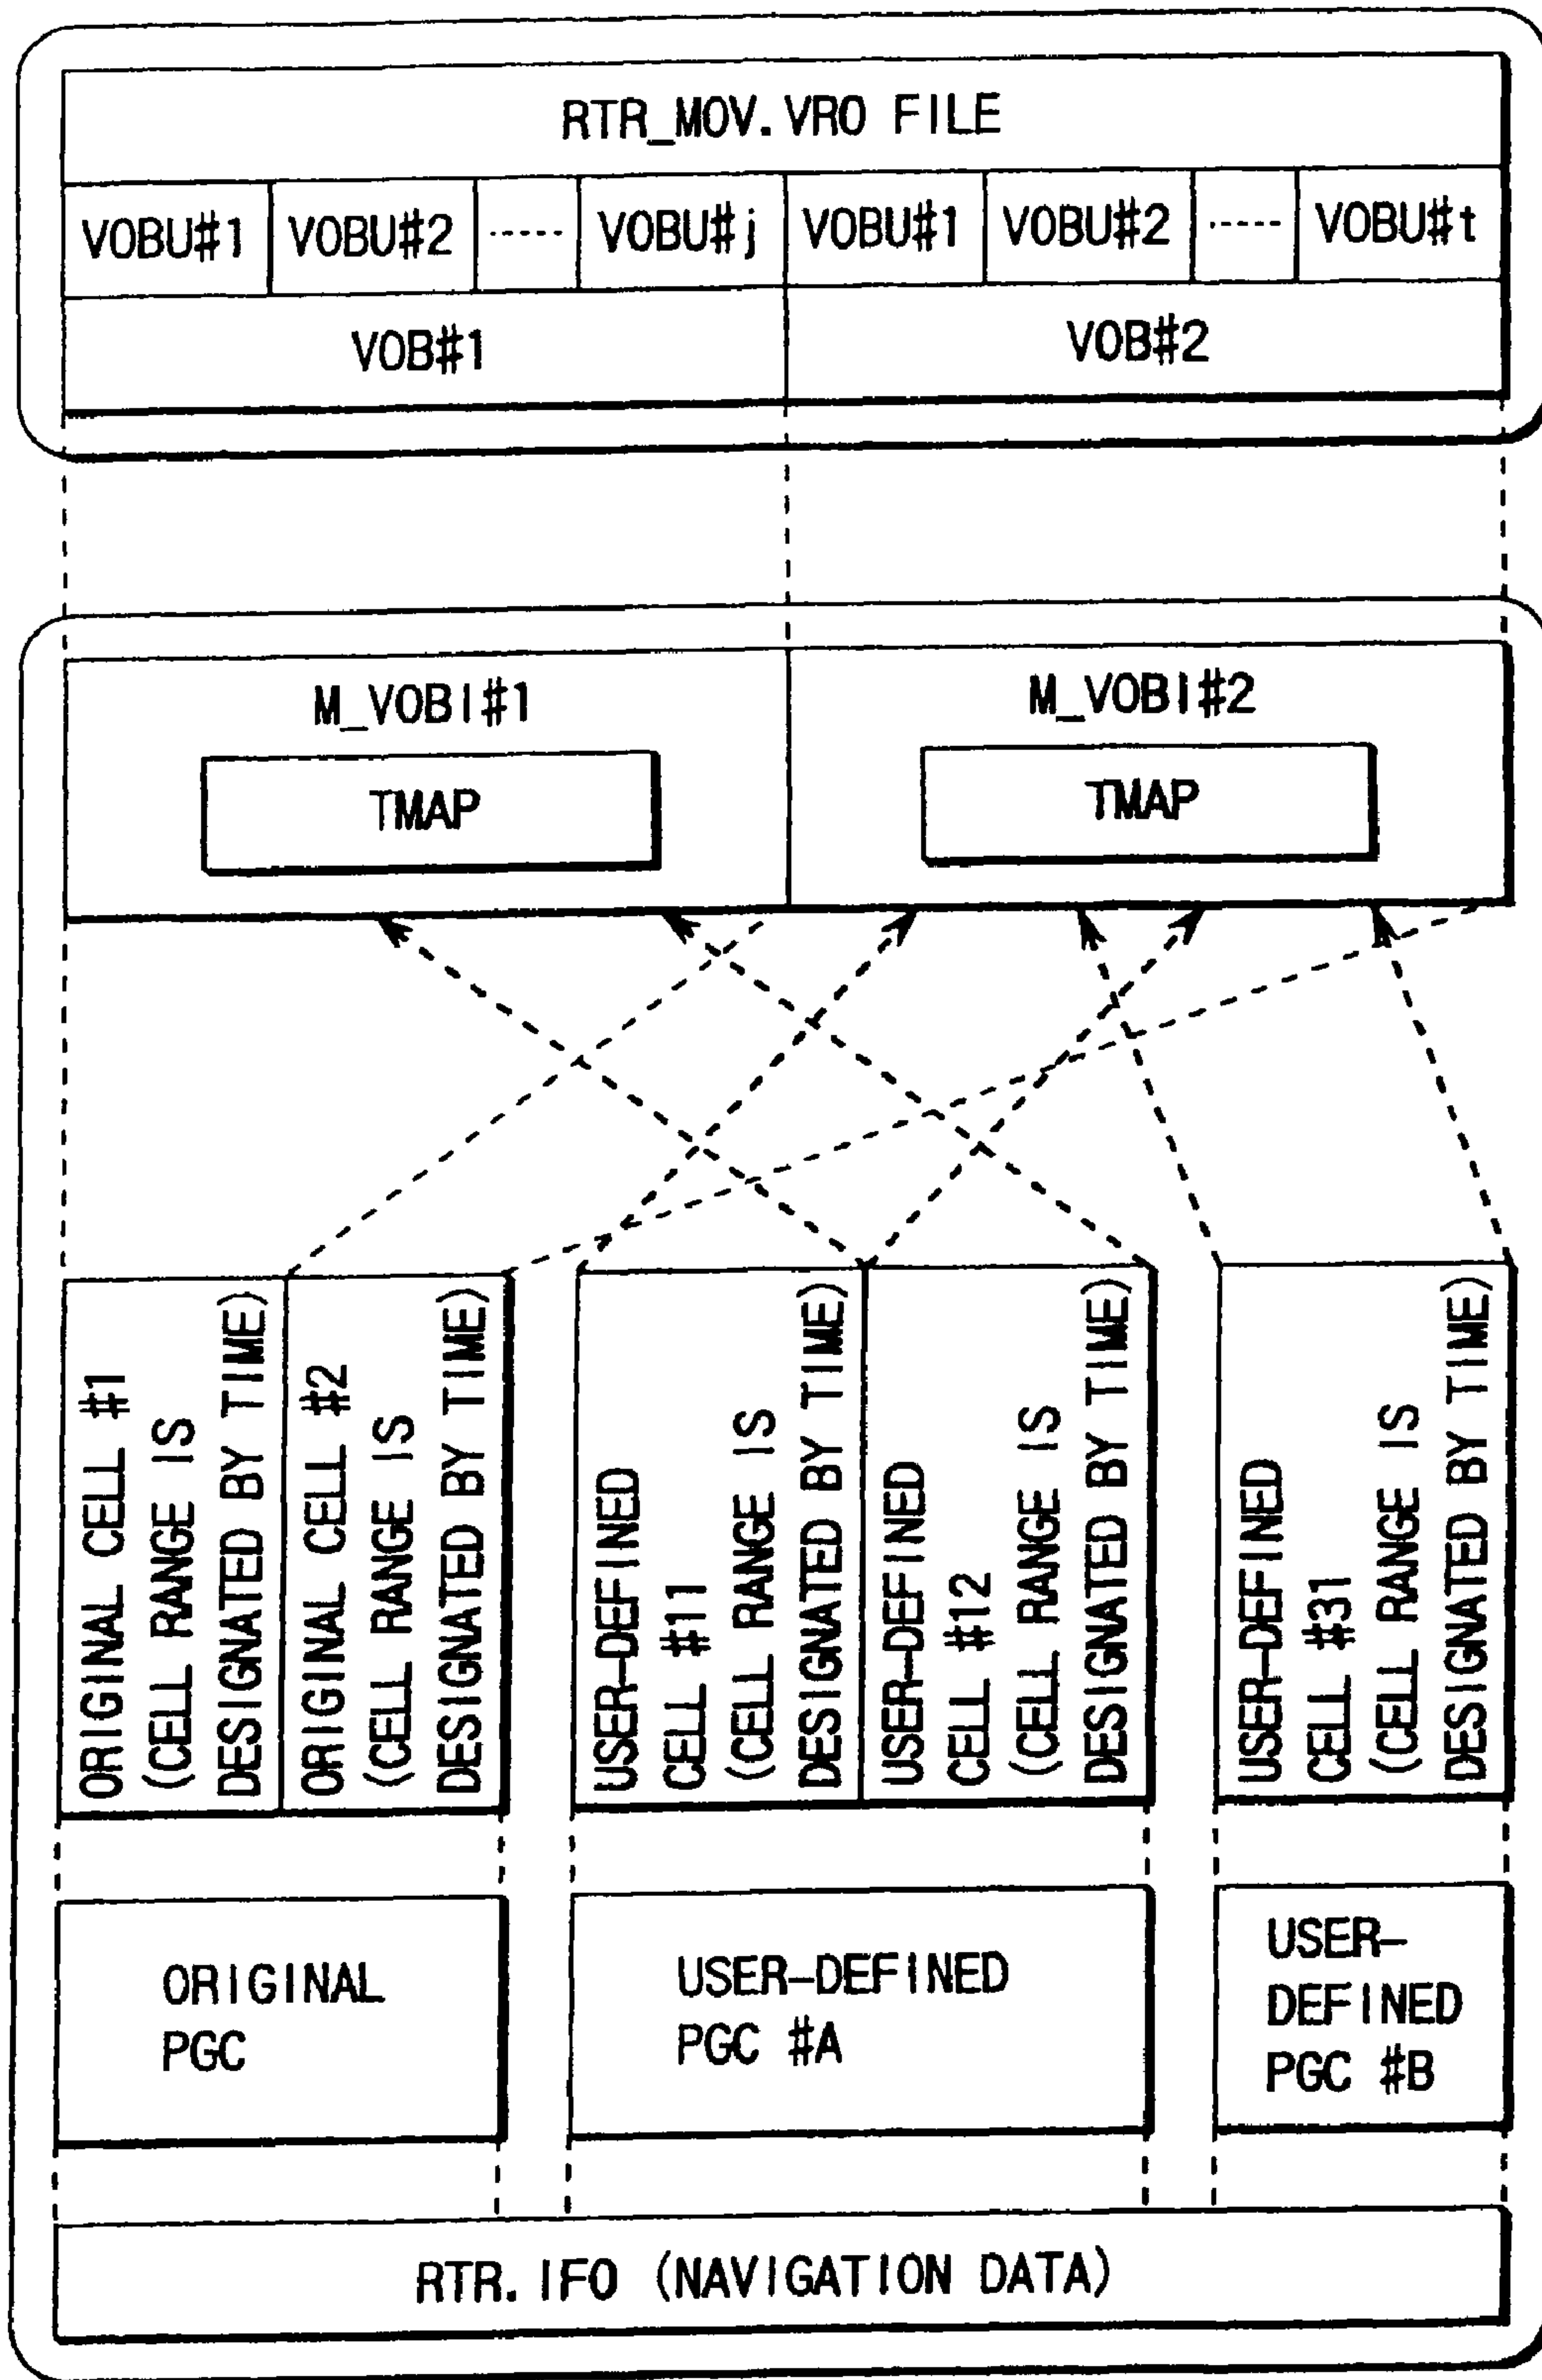 RTR_MOV.VRO FILE
VOBU#1 VOBU#2 ----- VOBU#j VOBU#1 VOBU#2 ----- VOBU#t
VOB#1 VOB#2
M_VOBI#1 M_VOBI#2
TMAP TMAP
ORIGINAL CELL #1
(CELL RANGE IS
DESIGNATED BY TIME)
ORIGINAL CELL #2
(CELL RANGE IS
DESIGNATED BY TIME)
USER-DEFINED
CELL #11
(CELL RANGE IS
DESIGNATED BY TIME)
USER-DEFINED
CELL #12
(CELL RANGE IS
DESIGNATED BY TIME)
USER-DEFINED
CELL #31
(CELL RANGE IS
DESIGNATED BY TIME)
ORIGINAL
PGC
USER-DEFINED
PGC #A
USER-
DEFINED
PGC #B
RTR.IFO (NAVIGATION DATA)